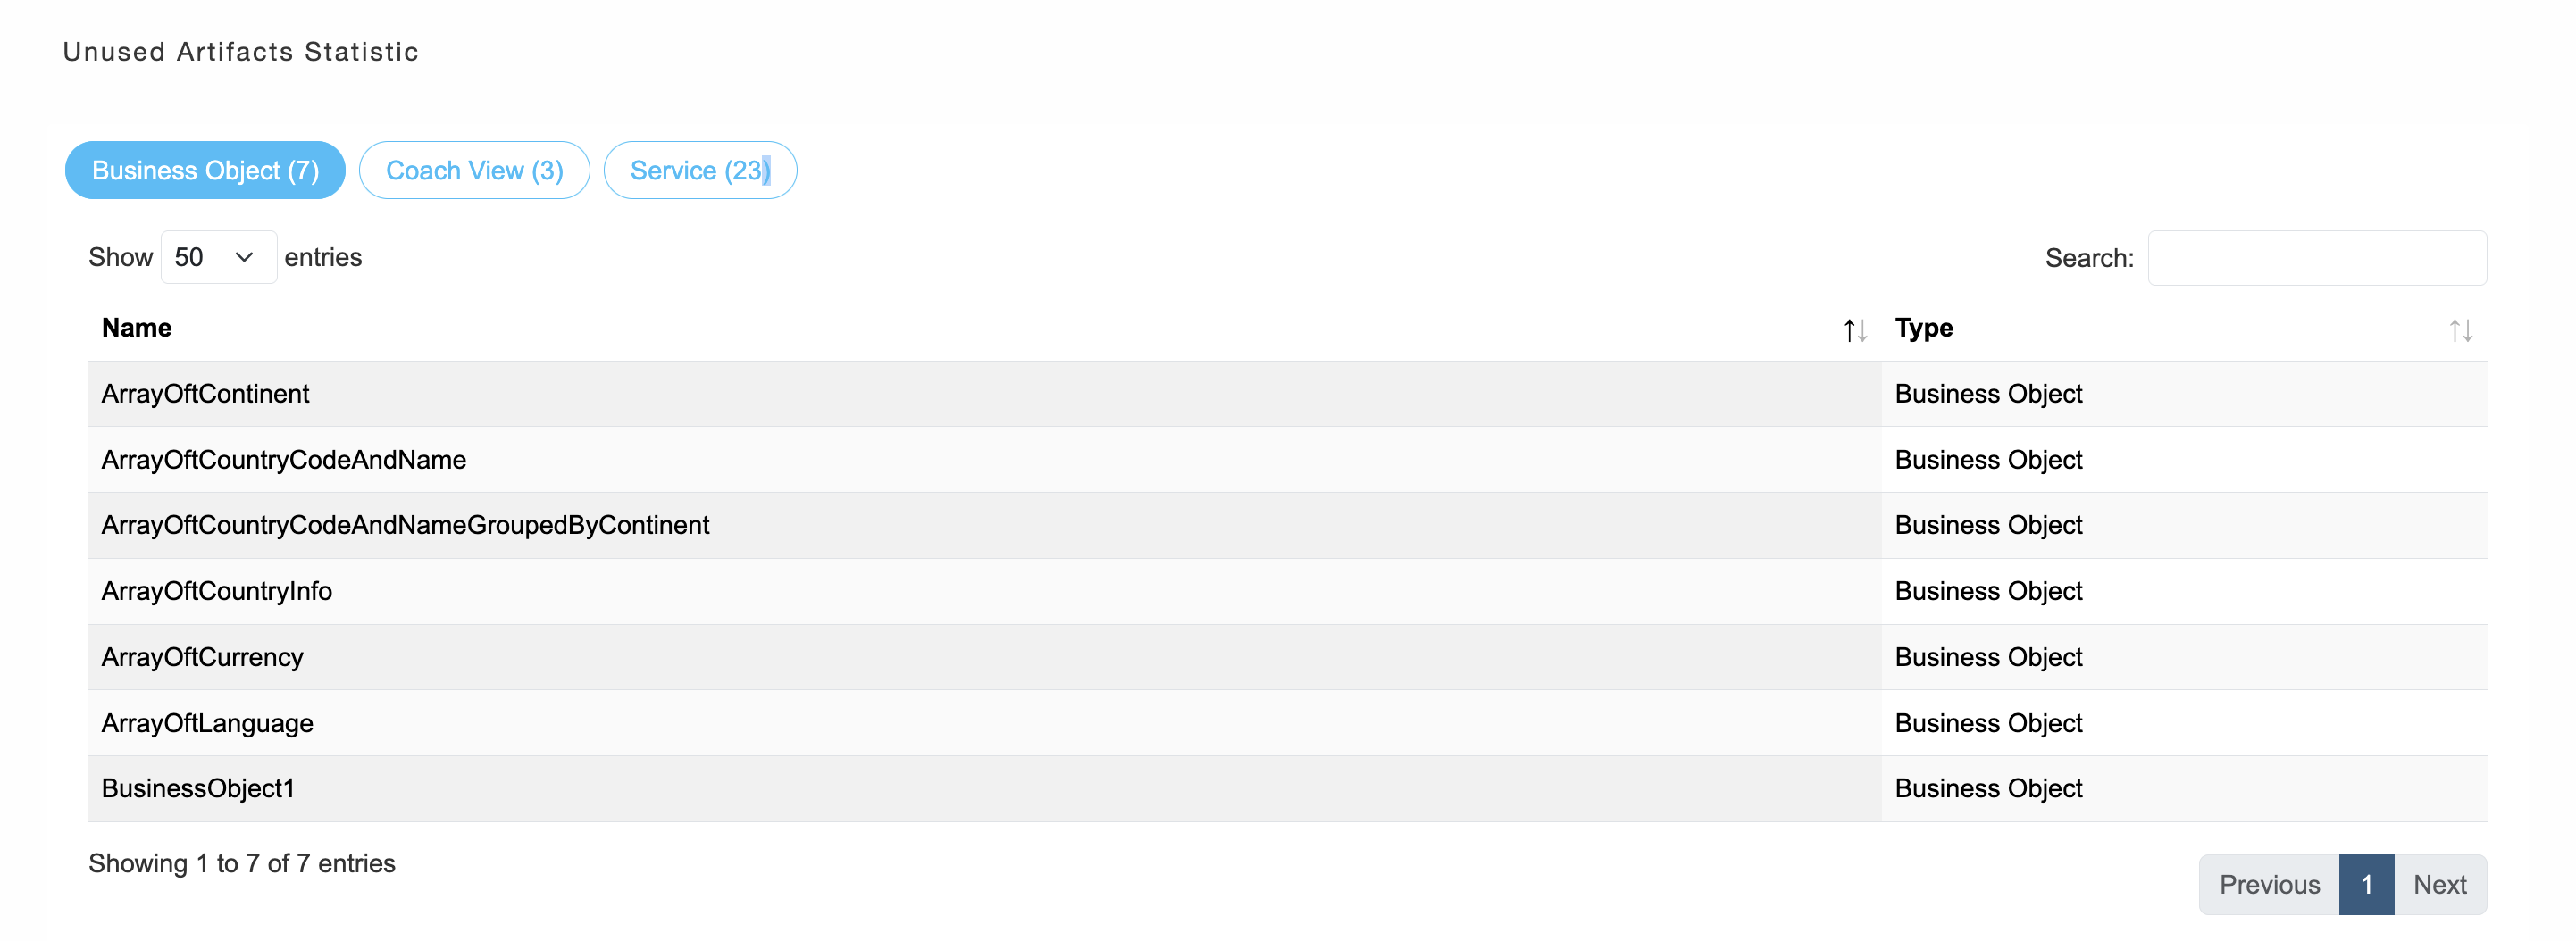 Unused Artifacts Statistic
Business Object (7) Coach View (3) Service (23)
Show 50 entries Search:
Name Type
ArrayOftContinent Business Object
ArrayOftCountryCodeAndName Business Object
ArrayOftCountryCodeAndNameGroupedByContinent Business Object
ArrayOftCountryInfo Business Object
ArrayOftCurrency Business Object
ArrayOftLanguage Business Object
BusinessObject1 Business Object
Showing 1 to 7 of 7 entries
Previous 1 Next